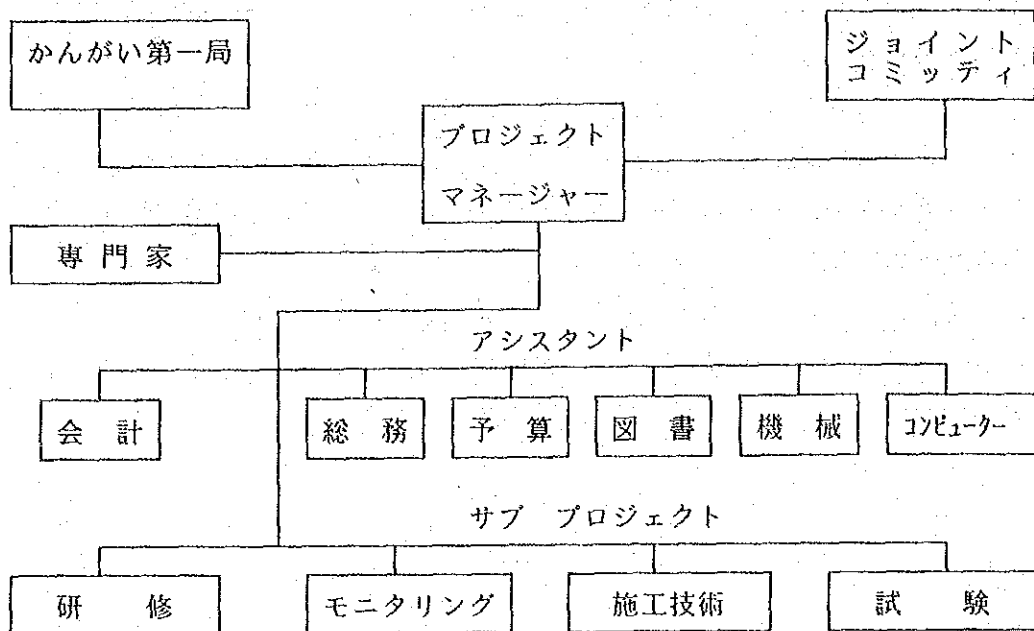 かんがい第一局
ジョイント
コミッティ
プロジェクト
マネージャー
専門家
アシスタント
会計
総務
予算
図書
機械
コンピューター
サブ プロジェクト
研修
モニタリング
施工技術
試験